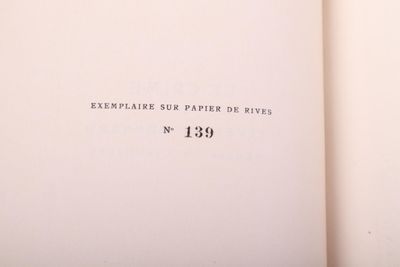 EXEMPLAIRE SUR PAPIER DE RIVES
Nº 139